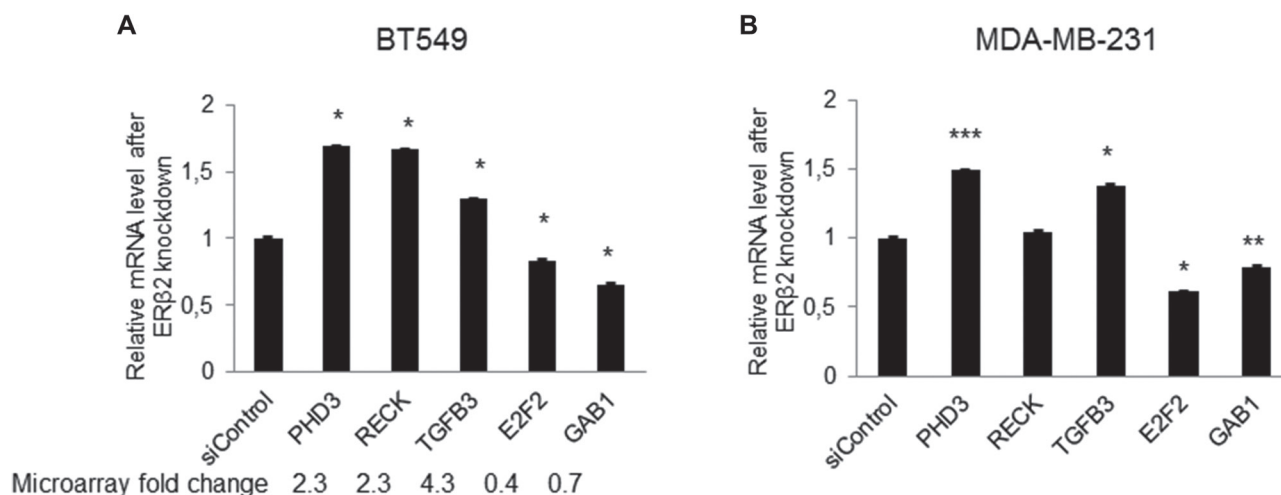 A
BT549
Relative mRNA level after
ERβ2 knockdown
2
1,5
1
0,5
0
*
*
*
*
*
siControl
PHD3
RECK
TGFB3
E2F2
GAB1
Microarray fold change 2.3 2.3 4.3 0.4 0.7
B
MDA-MB-231
Relative mRNA level after
ERβ2 knockdown
2
1,5
1
0,5
0
***
*
*
**
siControl
PHD3
RECK
TGFB3
E2F2
GAB1